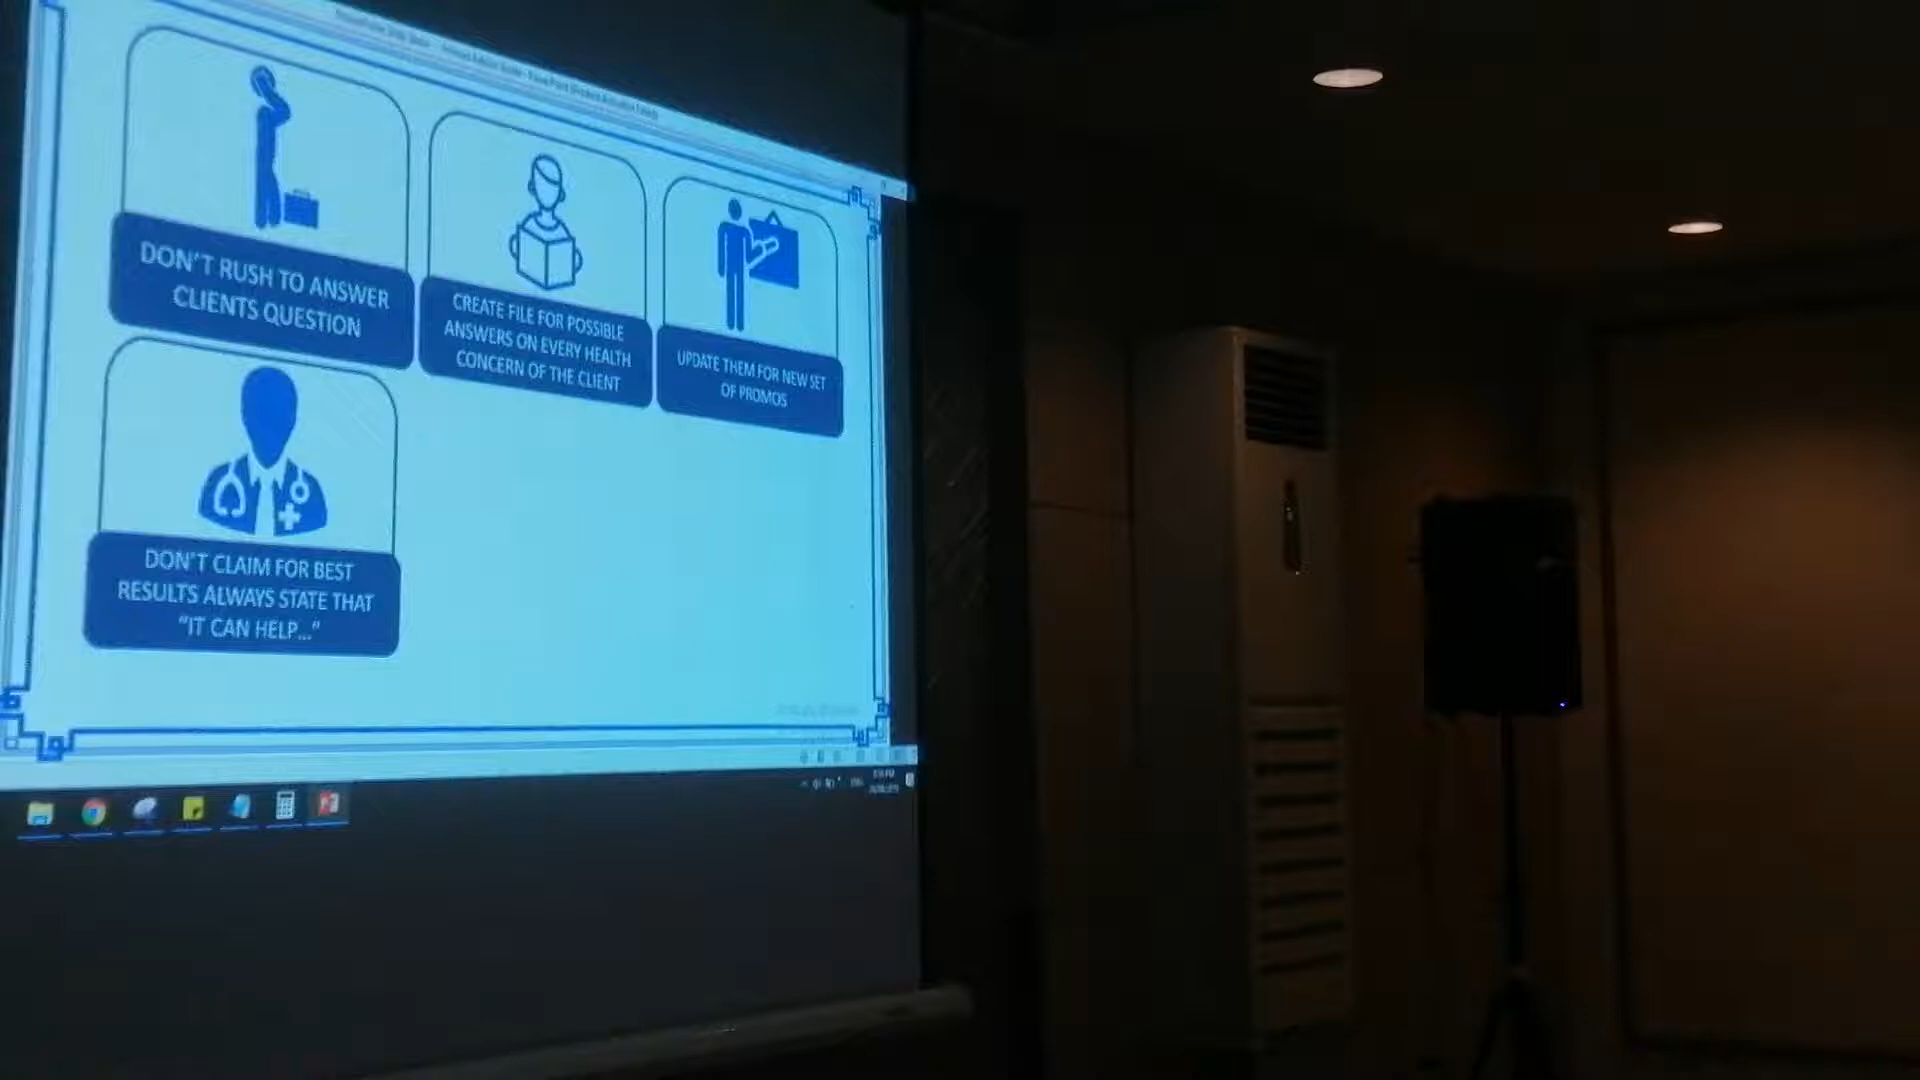 DON'T RUSH TO ANSWER
CLIENTS QUESTION
CREATE FILE FOR POSSIBLE
ANSWERS ON EVERY HEALTH
CONCERN OF THE CLIENT
UPDATE THEM FOR NEW SET
OF PROMOS
DON'T CLAIM FOR BEST
RESULTS ALWAYS STATE THAT
"IT CAN HELP..."